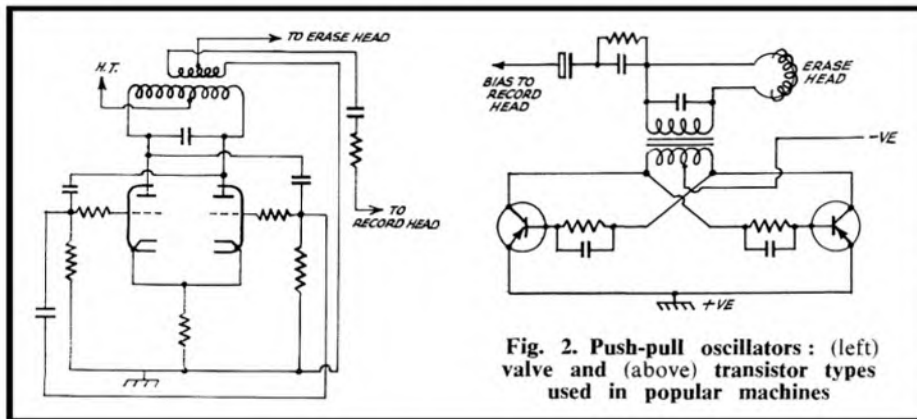 TO ERASE HEAD
H.T.
TO
RECORD HEAD
BIAS TO
RECORD
HEAD
ERASE
HEAD
-VE
+VE
Fig. 2. Push-pull oscillators: (left)
valve and (above) transistor types
used in popular machines